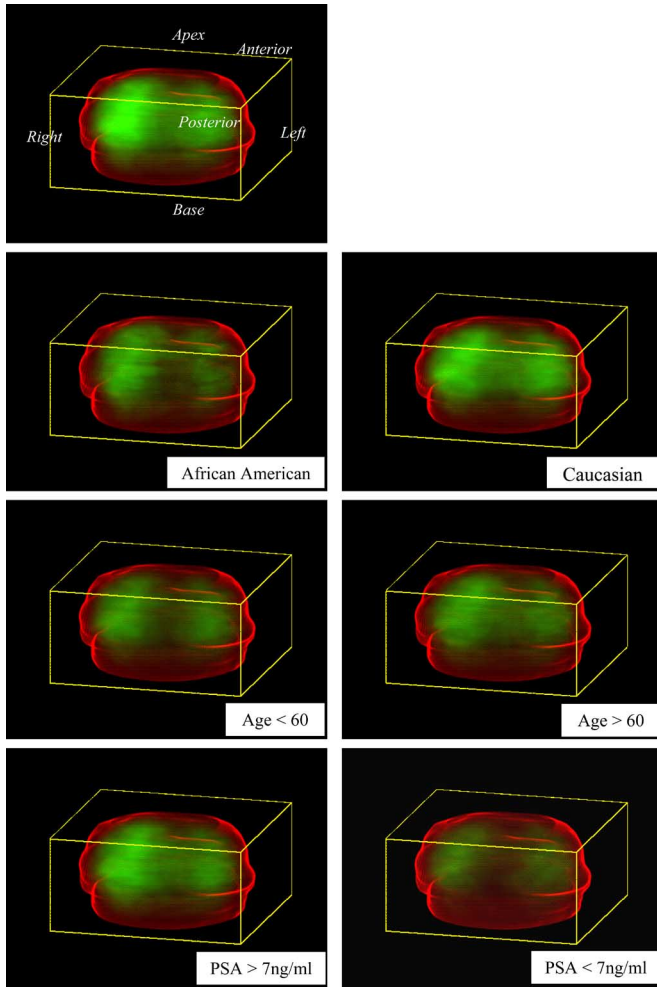 Apex
Anterior
Posterior
Right
Left
Base
African American
Caucasian
Age < 60
Age > 60
PSA > 7ng/ml
PSA < 7ng/ml